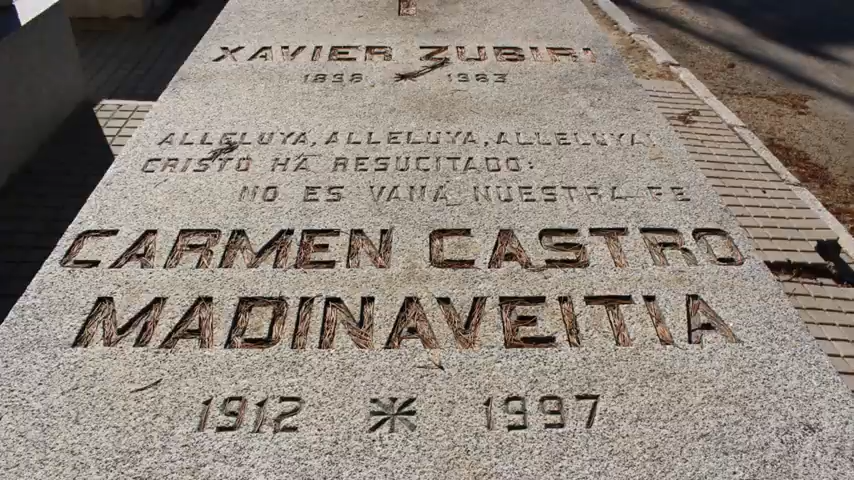 XAVIER ZUBIRI
1898 1983
ALLELUYA, ALLELUYA, ALLELUYA,
CRISTO HA RESUCITADO:
NO ES VANA NUESTRA FE
CARMEN CASTRO
MADINAVEITIA
1912 * 1997